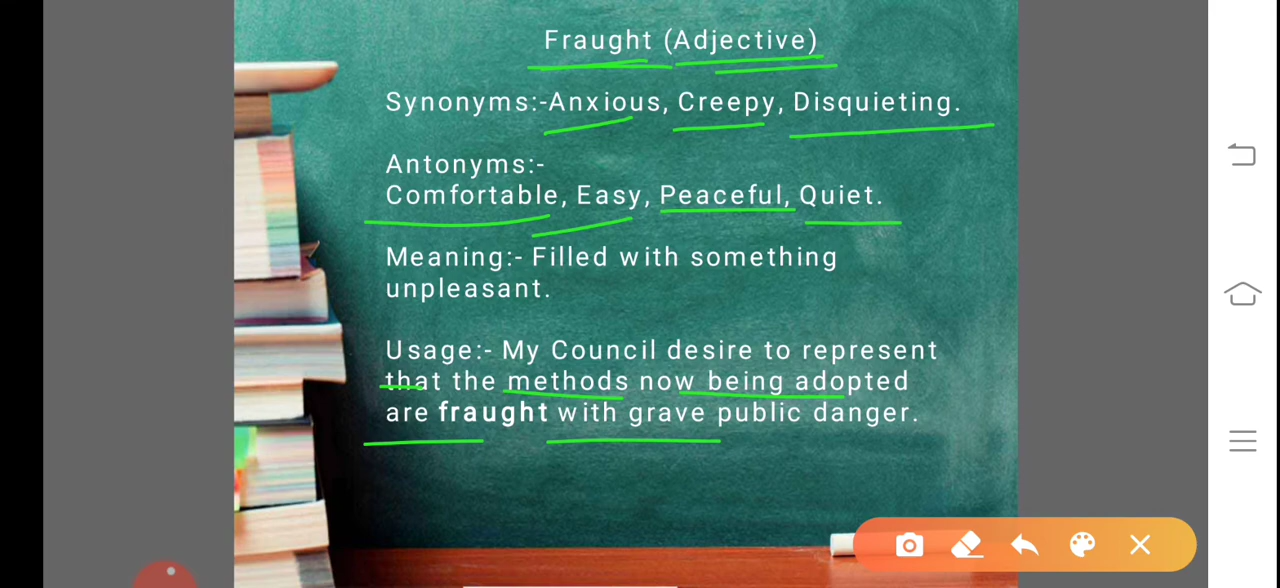 Fraught (Adjective)
Synonyms:-Anxious, Creepy, Disquieting.
Antonyms:-
Comfortable, Easy, Peaceful, Quiet.
Meaning:- Filled with something
unpleasant.
Usage:- My Council desire to represent
that the methods now being adopted
are fraught with grave public danger.